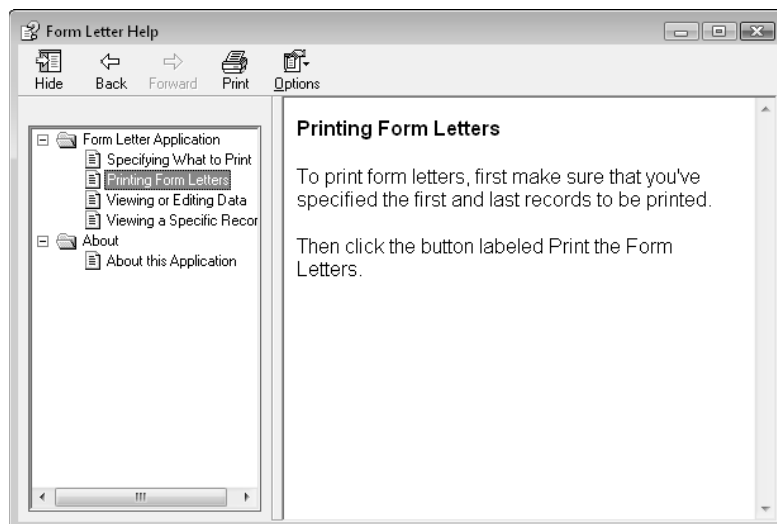 Form Letter Help
Hide Back Forward Print Options
Form Letter Application
Specifying What to Print
Printing Form Letters
Viewing or Editing Data
Viewing a Specific Recor
About
About this Application
Printing Form Letters
To print form letters, first make sure that you've
specified the first and last records to be printed.
Then click the button labeled Print the Form
Letters.